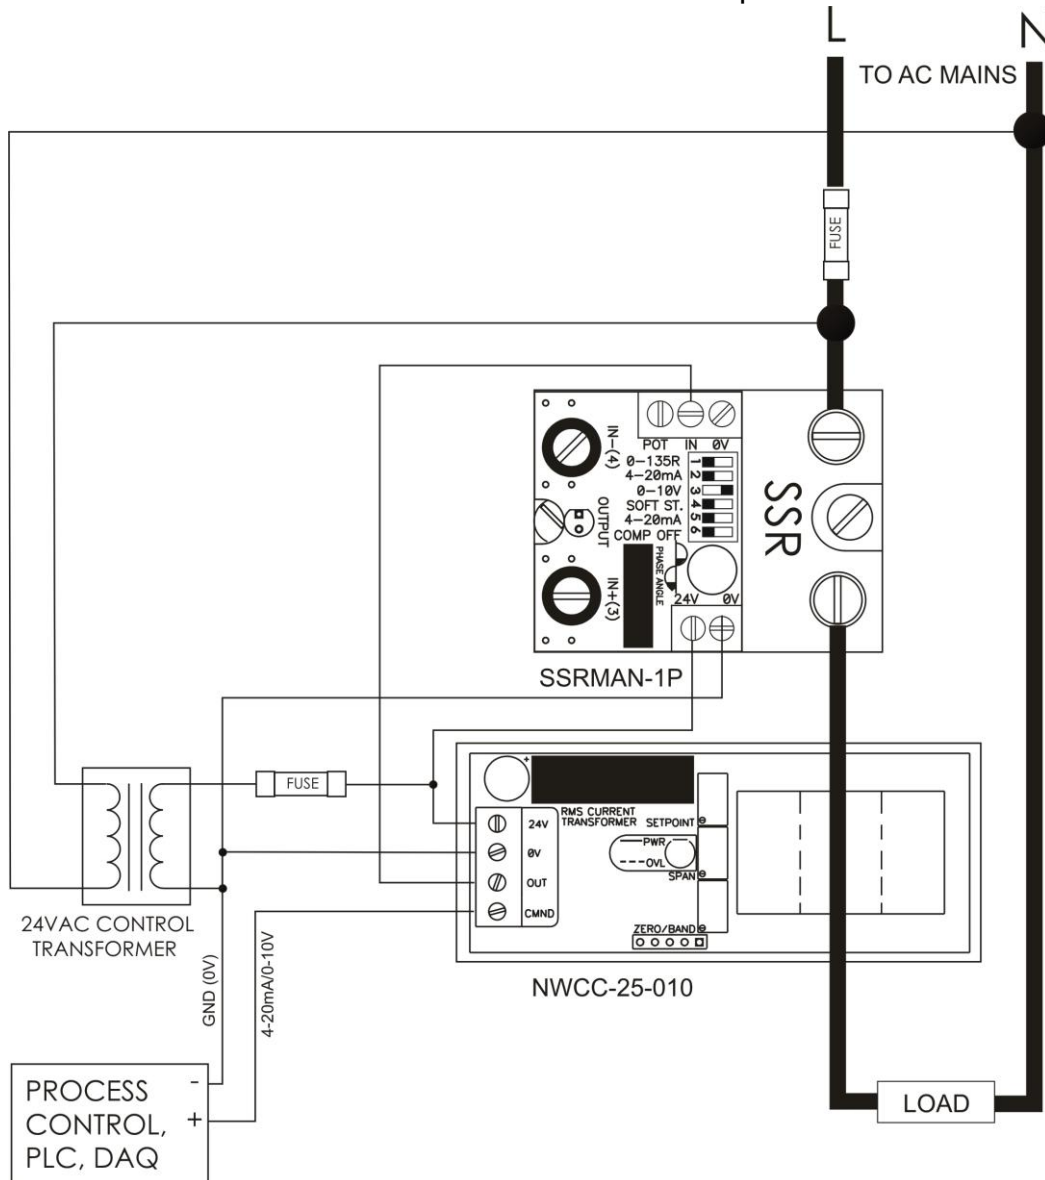 L
N
TO AC MAINS
FUSE
POT IN 0V
IN-(4)
0-135R
4-20mA
0-10V
SOFT ST.
4-20mA
COMP OFF
1
2
3
4
5
6
OUTPUT
IN+(3)
PHASE ANGLE
24V 0V
SSR
SSRMAN-1P
FUSE
+
RMS CURRENT
TRANSFORMER
SETPOINT
24V
0V
OUT
CMND
PWR
OVL
SPAN
ZERO/BAND
NWCC-25-010
24VAC CONTROL
TRANSFORMER
GND (0V)
4-20mA/0-10V
PROCESS
CONTROL,
PLC, DAQ
-
+
LOAD